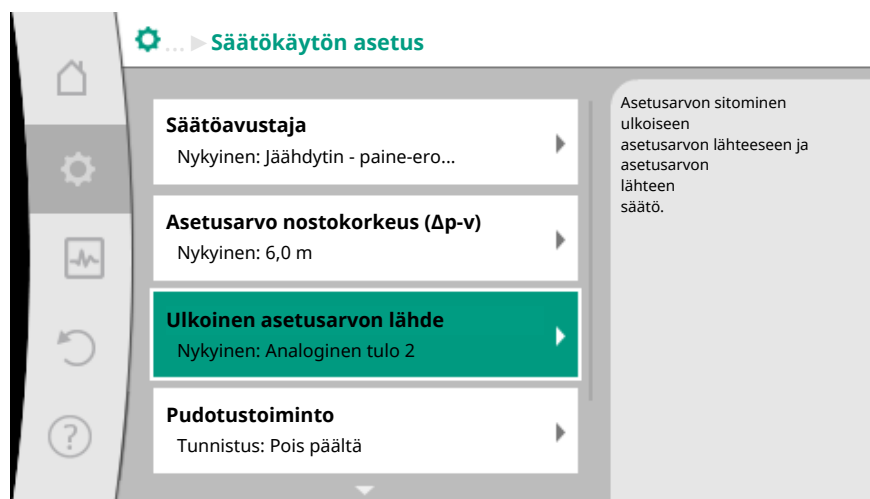 ... ▶ Säätökäytön asetus
Säätöavustaja
Nykyinen: Jäähdytin - paine-ero...
Asetusarvo nostokorkeus (Δp-v)
Nykyinen: 6,0 m
Ulkoinen asetusarvon lähde
Nykyinen: Analoginen tulo 2
Pudotustoiminto
Tunnistus: Pois päältä
Asetusarvon sitominen
ulkoiseen
asetusarvon lähteeseen ja
asetusarvon
lähteen
säätö.
?